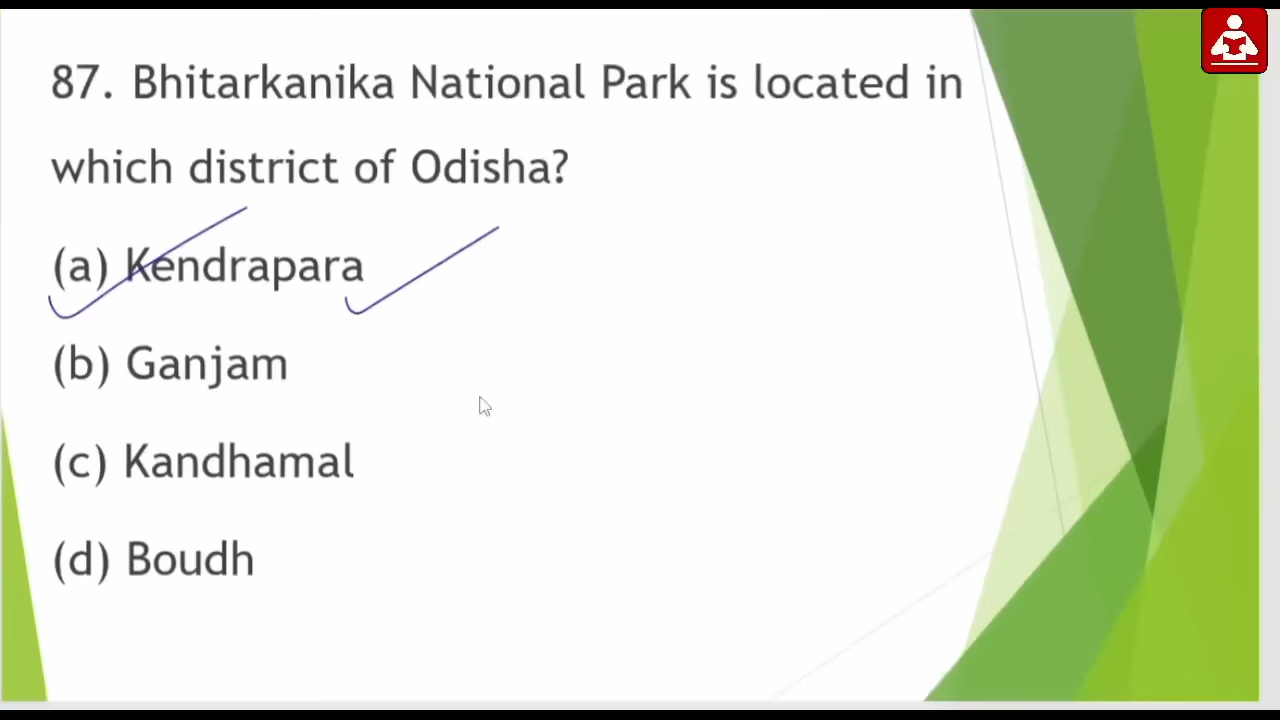 87. Bhitarkanika National Park is located in
which district of Odisha?
(a) Kendrapara
(b) Ganjam
(c) Kandhamal
(d) Boudh